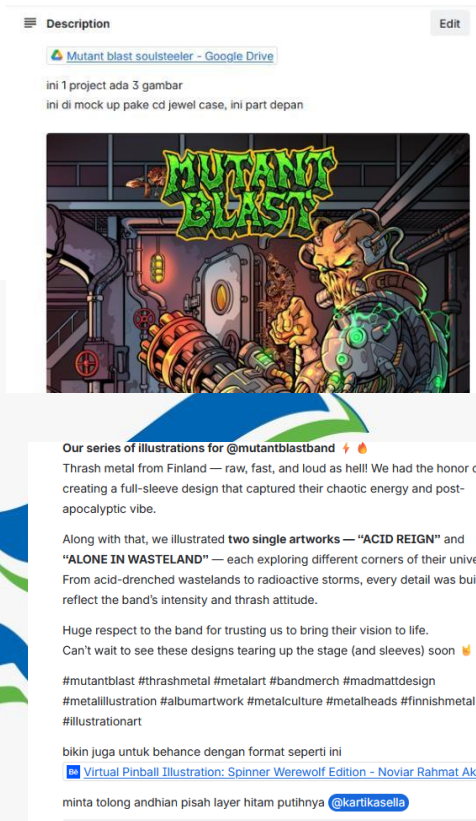 Description
Edit
Mutant blast soulsteeler - Google Drive
ini 1 project ada 3 gambar
ini di mock up pake cd jewel case, ini part depan
MUTANT
BLAST
Our series of illustrations for @mutantblastband ⚡ 🔥
Thrash metal from Finland — raw, fast, and loud as hell! We had the honor
creating a full-sleeve design that captured their chaotic energy and post-
apocalyptic vibe.
Along with that, we illustrated two single artworks — “ACID REIGN” and
“ALONE IN WASTELAND” — each exploring different corners of their
From acid-drenched wastelands to radioactive storms, every detail was
reflect the band’s intensity and thrash attitude.
Huge respect to the band for trusting us to bring their vision to life.
Can’t wait to see these designs tearing up the stage (and sleeves) soon 🤘
#mutantblast #thrashmetal #metalart #bandmerch #madmattdesign
#metalillustration #albumartwork #metalculture #metalheads #finnishmetal
#illustrationart
bikin juga untuk behance dengan format seperti ini
Bē Virtual Pinball Illustration: Spinner Werewolf Edition - Noviar Rahmat
minta tolong andhian pisah layer hitam putihnya @kartikasella